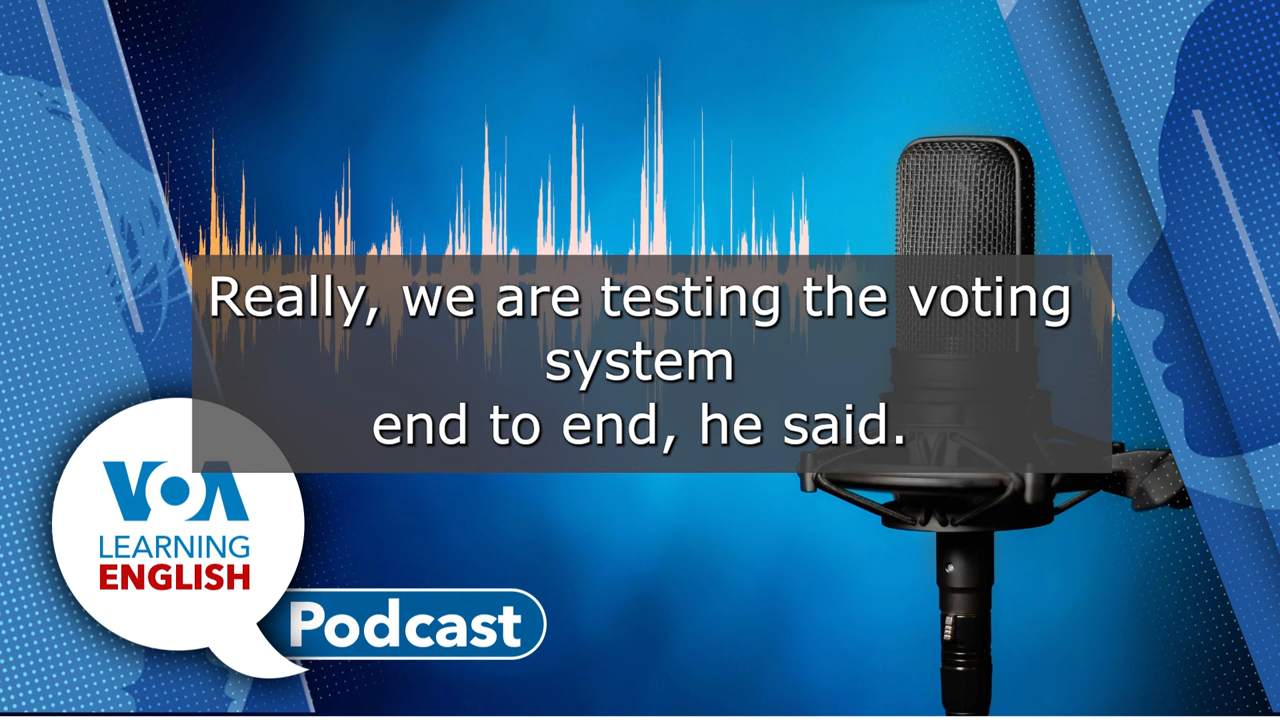 Really, we are testing the voting
system
end to end, he said.
VOA
LEARNING
ENGLISH
Podcast